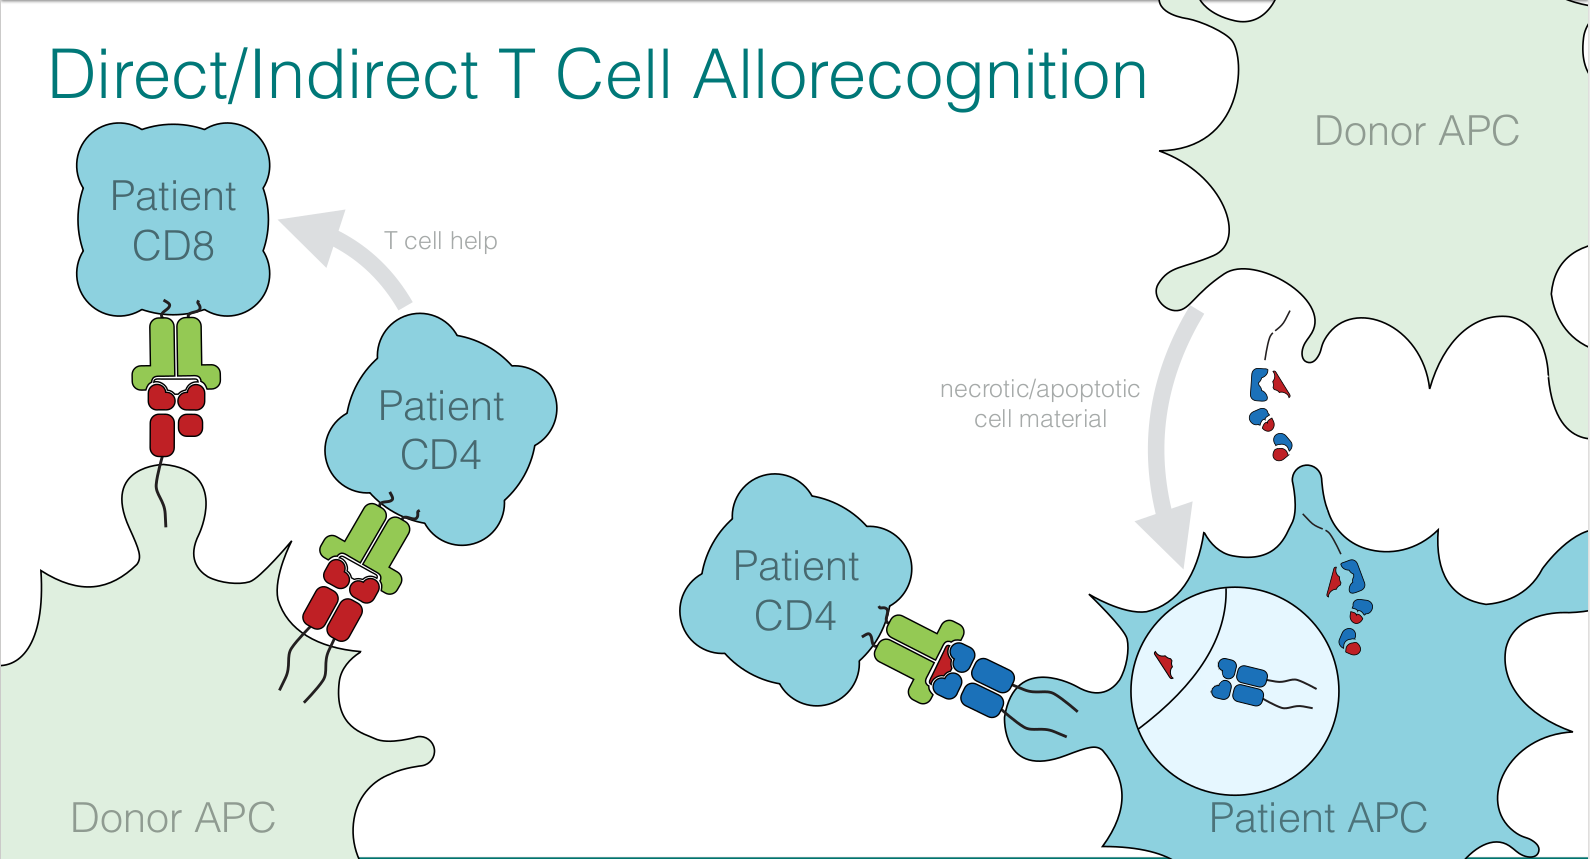 Direct/Indirect T Cell Allorecognition
Donor APC
Patient
CD8
T cell help
Patient
CD4
necrotic/apoptotic
cell material
Patient
CD4
Donor APC
Patient APC